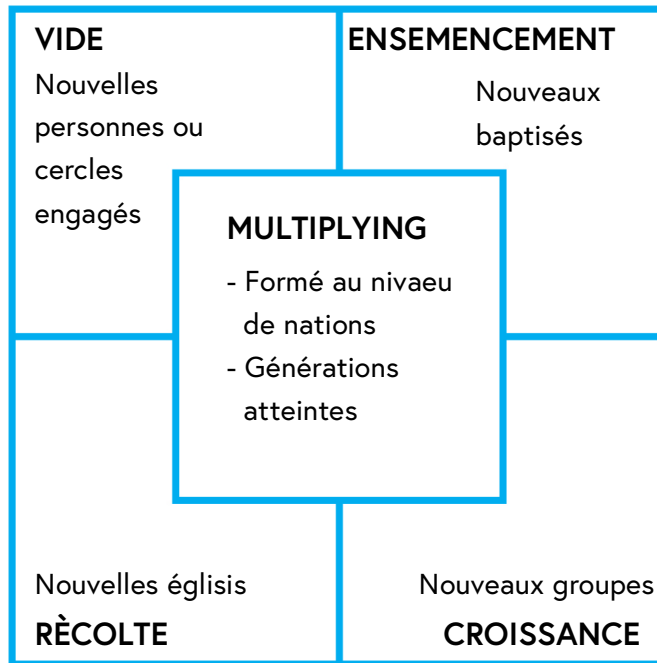 VIDE
Nouvelles
personnes ou
cercles
engagés
ENSEMENCEMENT
Nouveaux
baptisés
MULTIPLYING
- Formé au nivaeu
de nations
- Générations
atteintes
Nouvelles églisis
RÈCOLTE
Nouveaux groupes
CROISSANCE